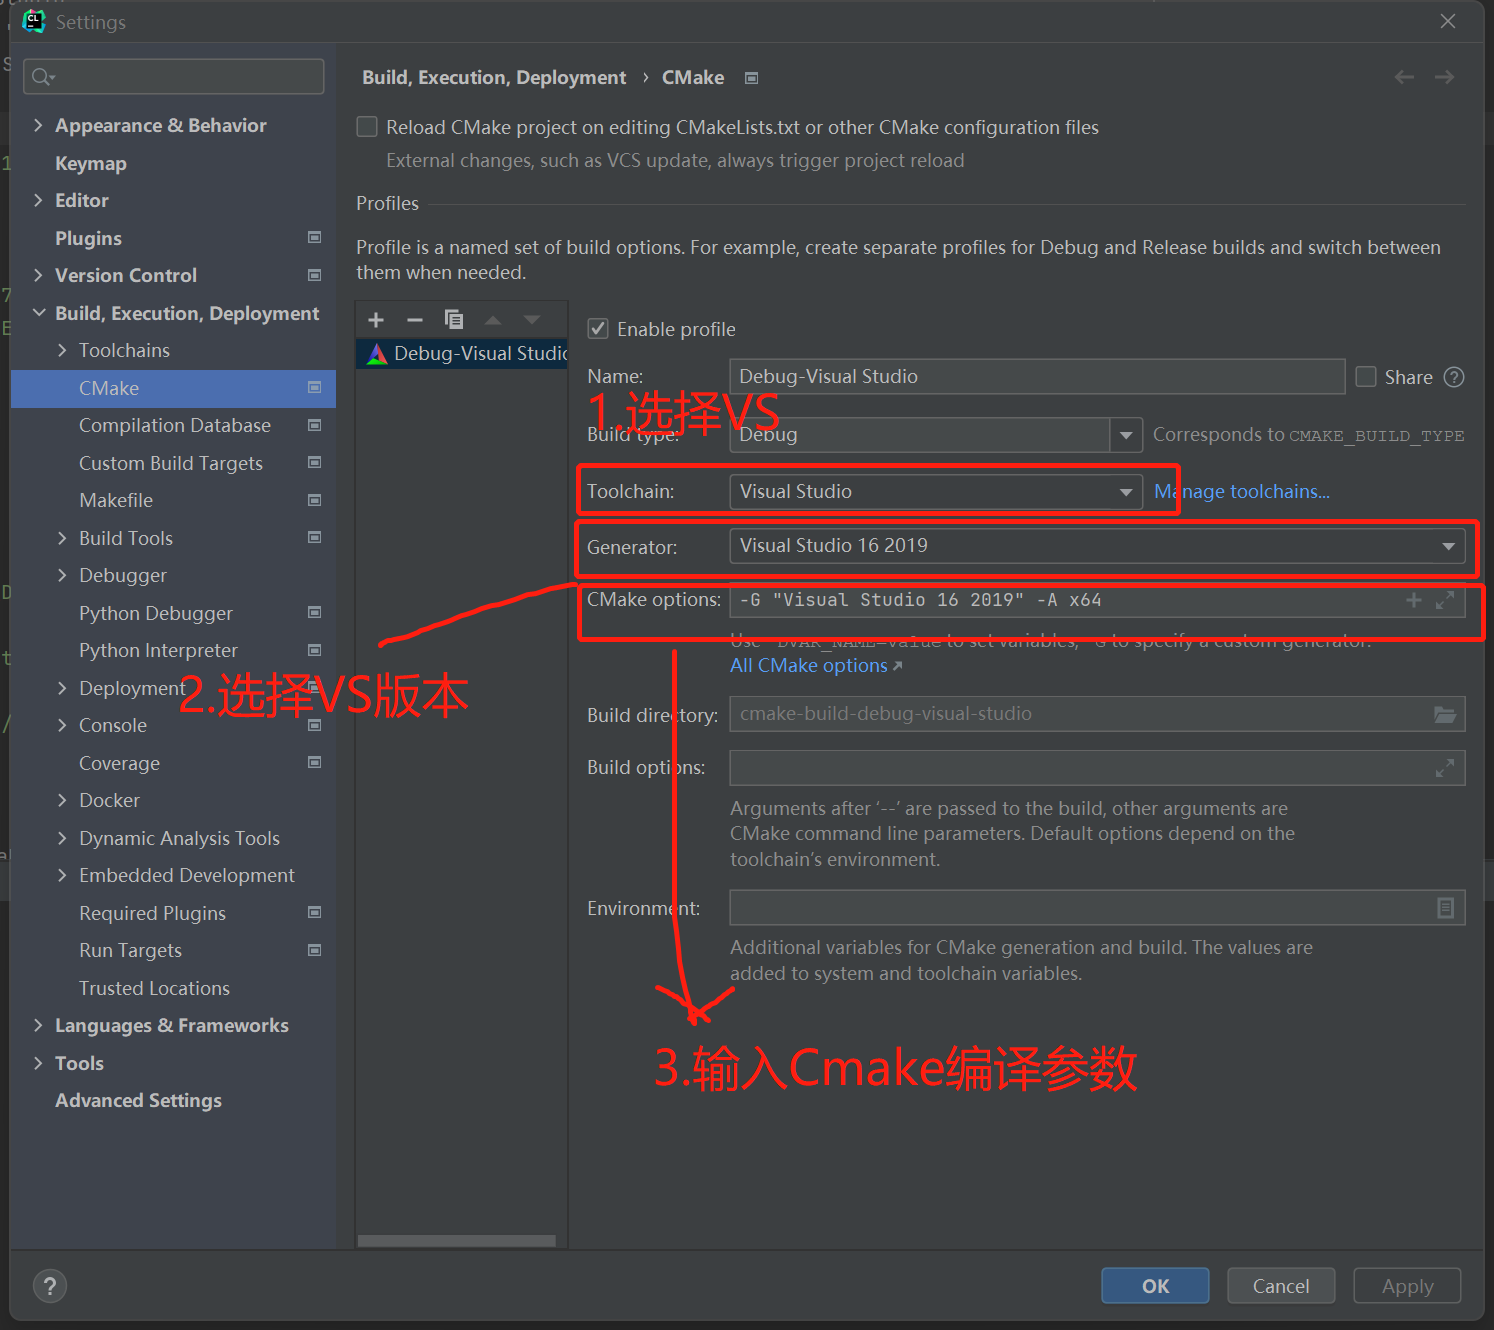 Settings
Build, Execution, Deployment › CMake
Appearance & Behavior
Keymap
Editor
Plugins
Version Control
Build, Execution, Deployment
Toolchains
CMake
Compilation Database
Custom Build Targets
Makefile
Build Tools
Debugger
Python Debugger
Python Interpreter
Deployment
Console
Coverage
Docker
Dynamic Analysis Tools
Embedded Development
Required Plugins
Run Targets
Trusted Locations
Languages & Frameworks
Tools
Advanced Settings
Reload CMake project on editing CMakeLists.txt or other CMake configuration files
External changes, such as VCS update, always trigger project reload
Profiles
Profile is a named set of build options. For example, create separate profiles for Debug and Release builds and switch between
them when needed.
Debug-Visual Studio
Enable profile
Name: Debug-Visual Studio Share
1.选择VS
Build type: Debug Corresponds to CMAKE_BUILD_TYPE
Toolchain: Visual Studio Manage toolchains...
Generator: Visual Studio 16 2019
CMake options: -G "Visual Studio 16 2019" -A x64
Use -DVAR_NAME=value to set variables, -G to specify a custom generator.
All CMake options
2.选择VS版本
Build directory: cmake-build-debug-visual-studio
Build options:
Arguments after ‘--’ are passed to the build, other arguments are
CMake command line parameters. Default options depend on the
toolchain’s environment.
Environment:
Additional variables for CMake generation and build. The values are
added to system and toolchain variables.
3.输入Cmake编译参数
? OK Cancel Apply